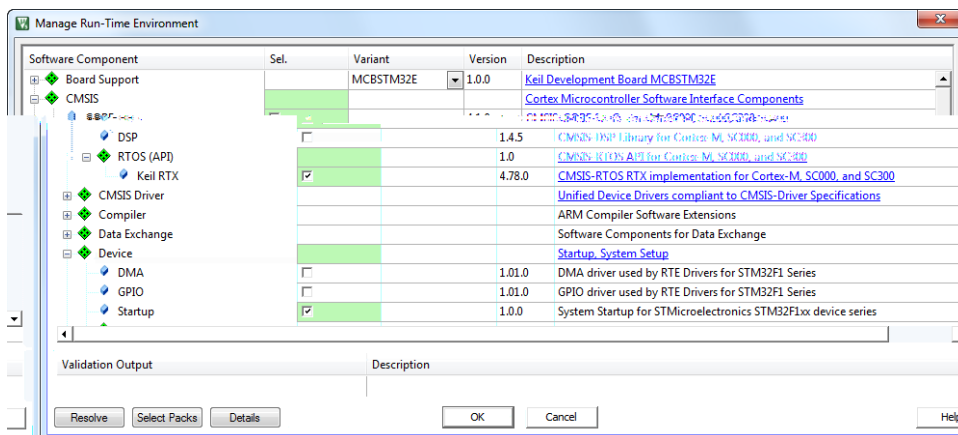 Manage Run-Time Environment
Software Component Sel. Variant Version Description
Board Support MCBSTM32E 1.0.0 Keil Development Board MCBSTM32E
CMSIS Cortex Microcontroller Software Interface Components
DSP 1.4.5 CMSIS-DSP Library for Cortex-M, SC000, and SC300
RTOS (API) 1.0 CMSIS-RTOS API for Cortex-M, SC000, and SC300
Keil RTX 4.78.0 CMSIS-RTOS RTX implementation for Cortex-M, SC000, and SC300
CMSIS Driver Unified Device Drivers compliant to CMSIS-Driver Specifications
Compiler ARM Compiler Software Extensions
Data Exchange Software Components for Data Exchange
Device Startup, System Setup
DMA 1.01.0 DMA driver used by RTE Drivers for STM32F1 Series
GPIO 1.01.0 GPIO driver used by RTE Drivers for STM32F1 Series
Startup 1.0.0 System Startup for STMicroelectronics STM32F1xx device series
Validation Output Description
Resolve Select Packs Details OK Cancel Help